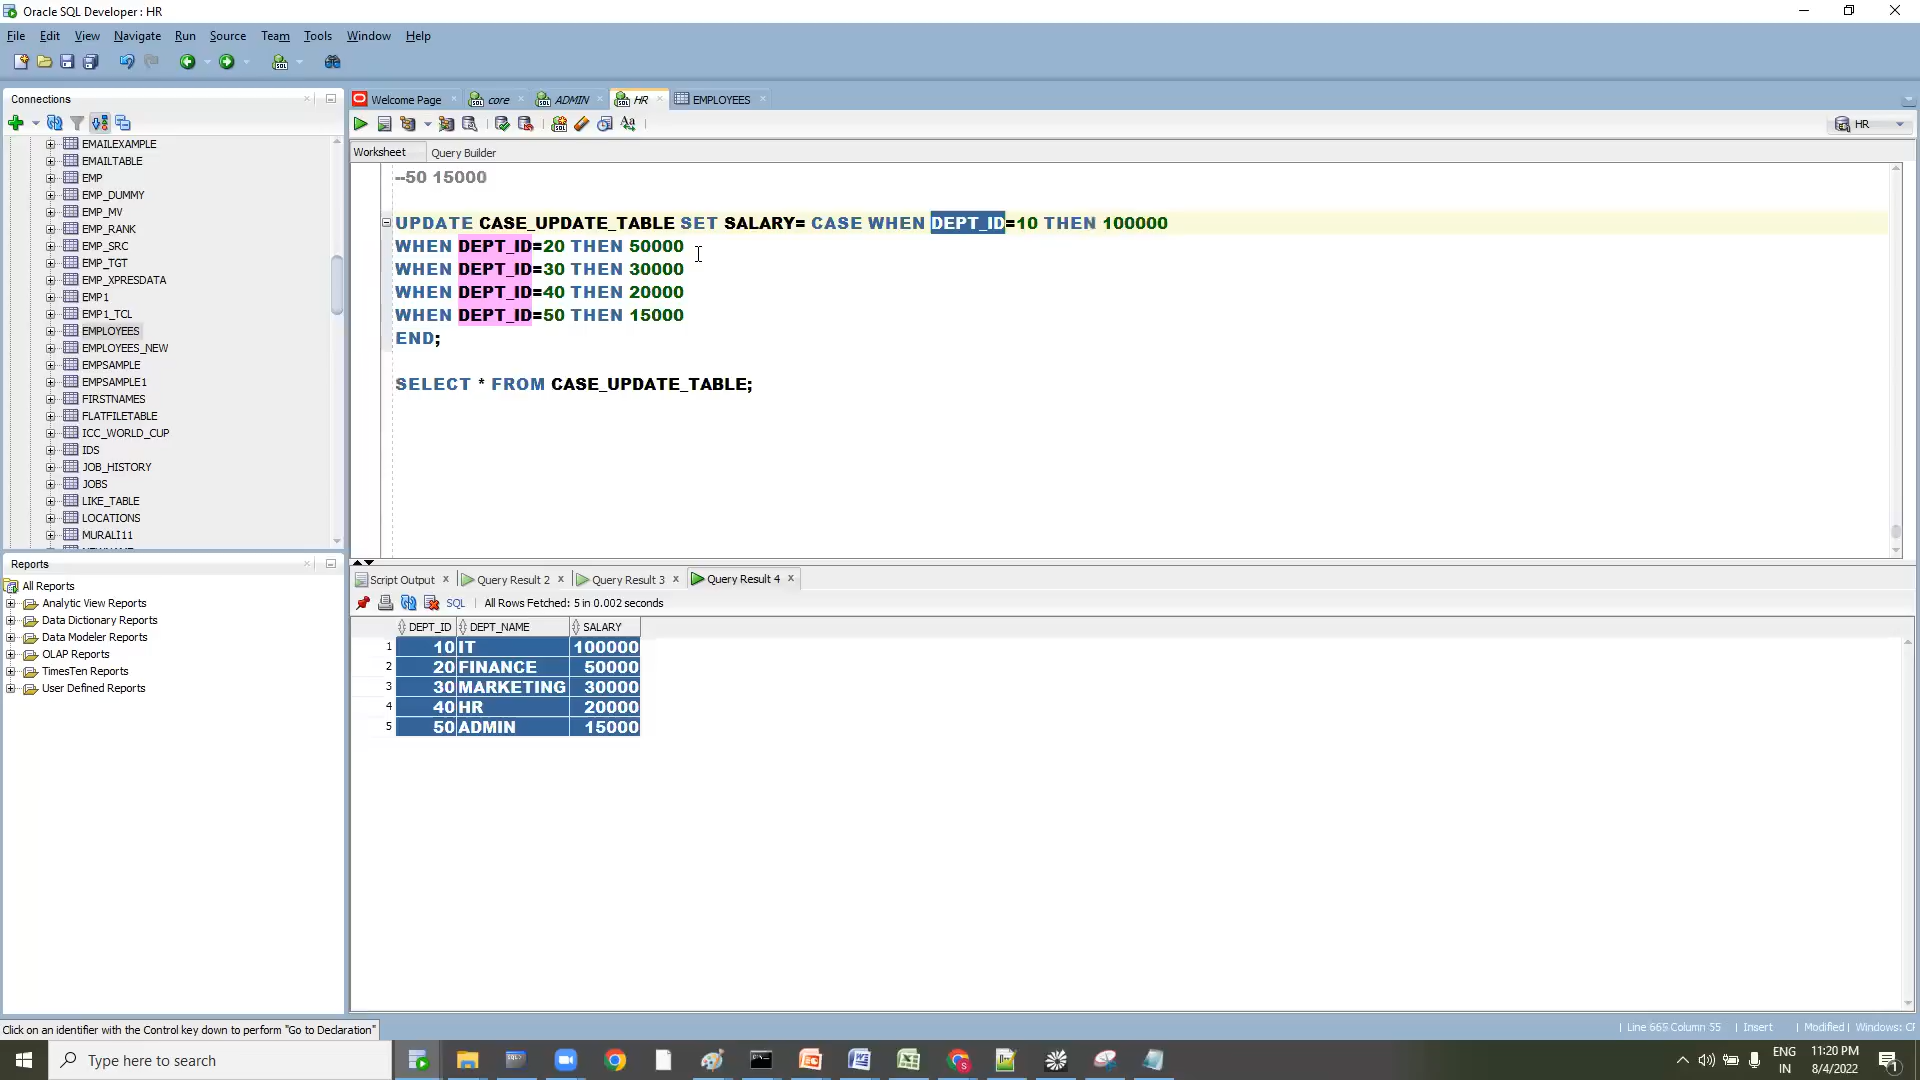 Oracle SQL Developer : HR
File Edit View Navigate Run Source Team Tools Window Help
Connections
Welcome Page
core
ADMIN
HR
EMPLOYEES
HR
Worksheet Query Builder
EMAILEXAMPLE
EMAILTABLE
EMP
EMP_DUMMY
EMP_MV
EMP_RANK
EMP_SRC
EMP_TGT
EMP_XPRESDATA
EMP1
EMP1_TCL
EMPLOYEES
EMPLOYEES_NEW
EMPSAMPLE
EMPSAMPLE1
FIRSTNAMES
FLATFILETABLE
ICC_WORLD_CUP
IDS
JOB_HISTORY
JOBS
LIKE_TABLE
LOCATIONS
MURALI11
--50 15000
UPDATE CASE_UPDATE_TABLE SET SALARY= CASE WHEN DEPT_ID=10 THEN 100000
WHEN DEPT_ID=20 THEN 50000
WHEN DEPT_ID=30 THEN 30000
WHEN DEPT_ID=40 THEN 20000
WHEN DEPT_ID=50 THEN 15000
END;
SELECT * FROM CASE_UPDATE_TABLE;
Reports
All Reports
Analytic View Reports
Data Dictionary Reports
Data Modeler Reports
OLAP Reports
TimesTen Reports
User Defined Reports
Script Output x Query Result 2 x Query Result 3 x Query Result 4 x
SQL | All Rows Fetched: 5 in 0.002 seconds
DEPT_ID DEPT_NAME SALARY
1 10 IT 100000
2 20 FINANCE 50000
3 30 MARKETING 30000
4 40 HR 20000
5 50 ADMIN 15000
Click on an identifier with the Control key down to perform "Go to Declaration"
Line 665 Column 55 | Insert | Modified | Windows: CF
Type here to search
ENG
IN
11:20 PM
8/4/2022
1